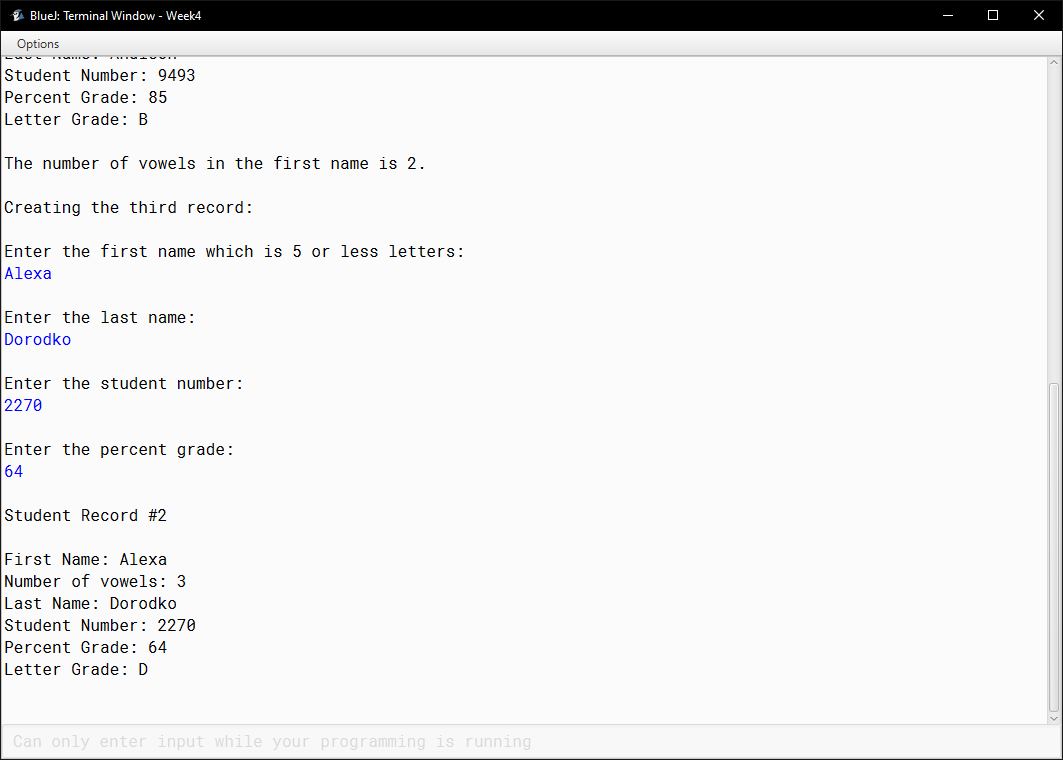 BlueJ: Terminal Window - Week4
Options
Student Number: 9493
Percent Grade: 85
Letter Grade: B
The number of vowels in the first name is 2.
Creating the third record:
Enter the first name which is 5 or less letters:
Alexa
Enter the last name:
Dorodko
Enter the student number:
2270
Enter the percent grade:
64
Student Record #2
First Name: Alexa
Number of vowels: 3
Last Name: Dorodko
Student Number: 2270
Percent Grade: 64
Letter Grade: D
Can only enter input while your programming is running